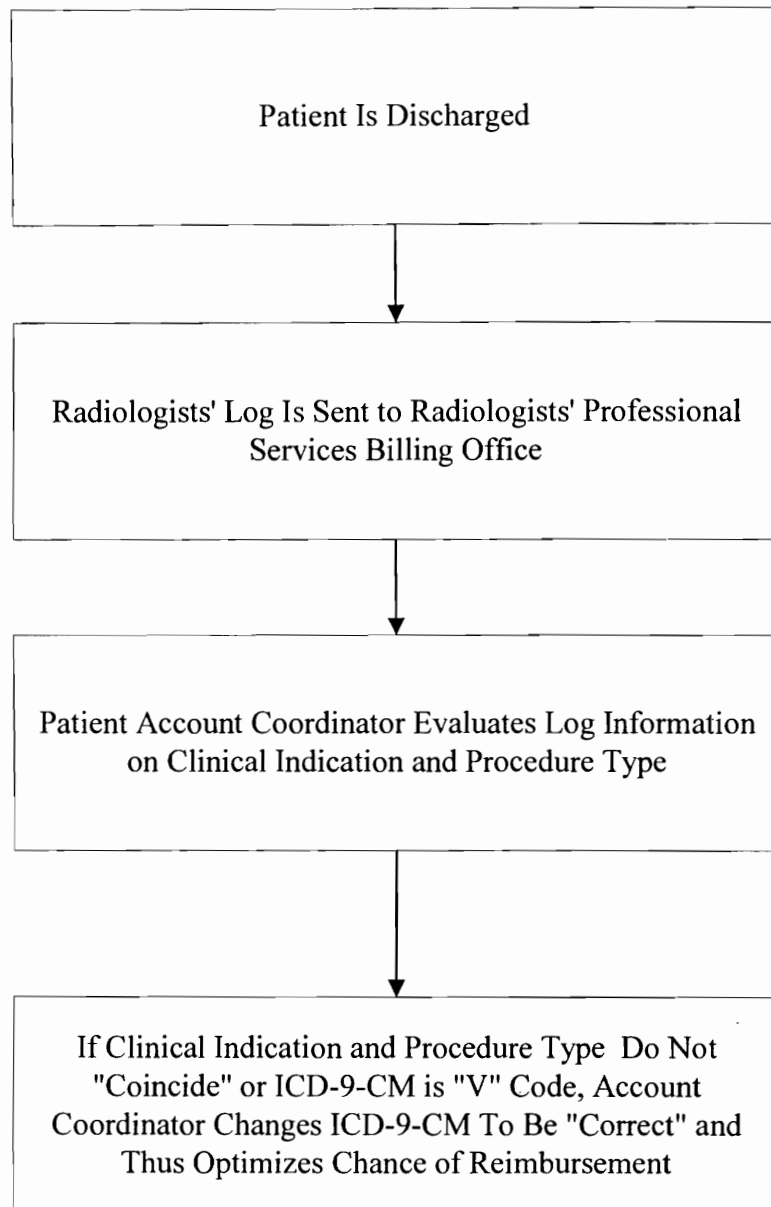 Patient Is Discharged
Radiologists' Log Is Sent to Radiologists' Professional
Services Billing Office
Patient Account Coordinator Evaluates Log Information
on Clinical Indication and Procedure Type
If Clinical Indication and Procedure Type Do Not
"Coincide" or ICD-9-CM is "V" Code, Account
Coordinator Changes ICD-9-CM To Be "Correct" and
Thus Optimizes Chance of Reimbursement